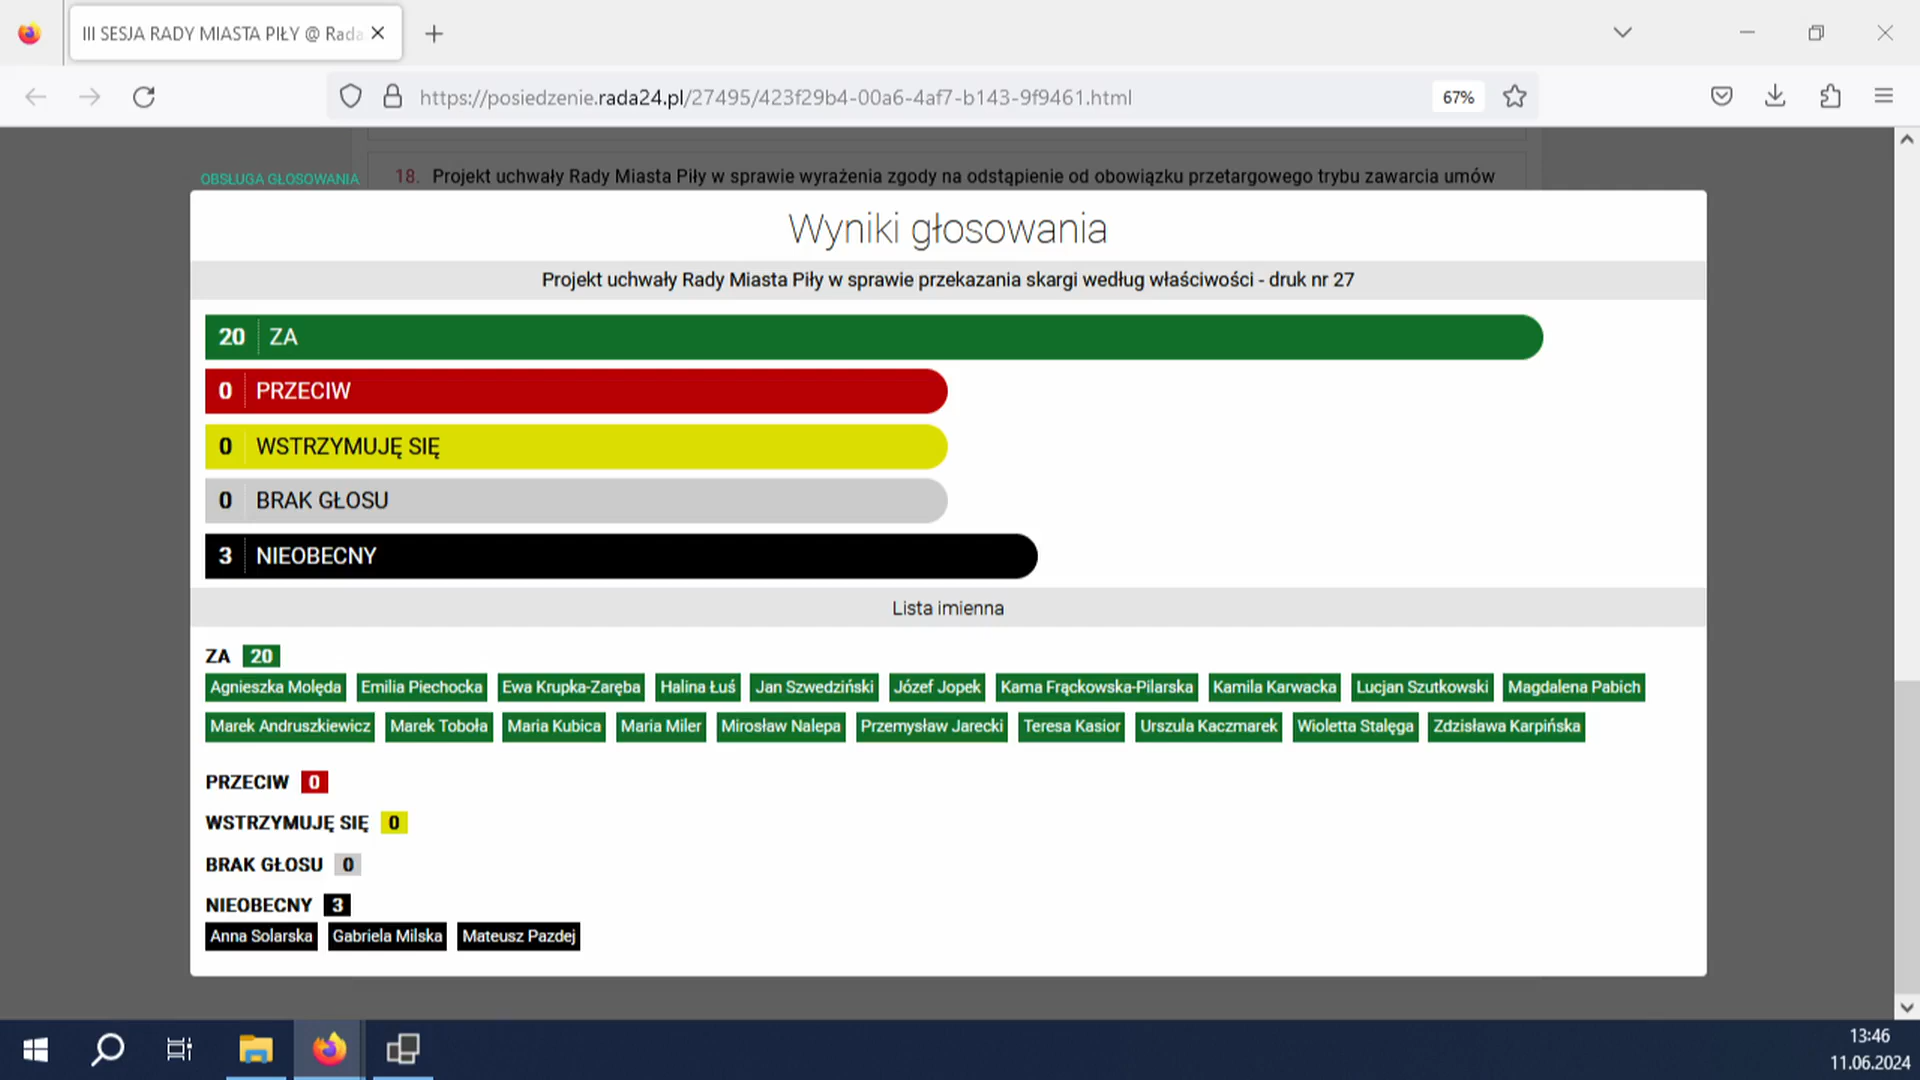 III SESJA RADY MIASTA PIŁY @ Rada
https://posiedzenie.rada24.pl/27495/423f29b4-00a6-4af7-b143-9f9461.html
67%
OBSŁUGA GŁOSOWANIA
18. Projekt uchwały Rady Miasta Piły w sprawie wyrażenia zgody na odstąpienie od obowiązku przetargowego trybu zawarcia umów
Wyniki głosowania
Projekt uchwały Rady Miasta Piły w sprawie przekazania skargi według właściwości - druk nr 27
20 ZA
0 PRZECIW
0 WSTRZYMUJĘ SIĘ
0 BRAK GŁOSU
3 NIEOBECNY
Lista imienna
ZA 20
Agnieszka Molęda Emilia Piechocka Ewa Krupka-Zaręba Halina Łuś Jan Szwedziński Józef Jopek Kama Frąckowska-Pilarska Kamila Karwacka Lucjan Szutkowski Magdalena Pabich
Marek Andruszkiewicz Marek Toboła Maria Kubica Maria Miler Mirosław Nalepa Przemysław Jarecki Teresa Kasior Urszula Kaczmarek Wioletta Stalęga Zdzisława Karpińska
PRZECIW 0
WSTRZYMUJĘ SIĘ 0
BRAK GŁOSU 0
NIEOBECNY 3
Anna Solarska Gabriela Milska Mateusz Pazdej
13:46
11.06.2024